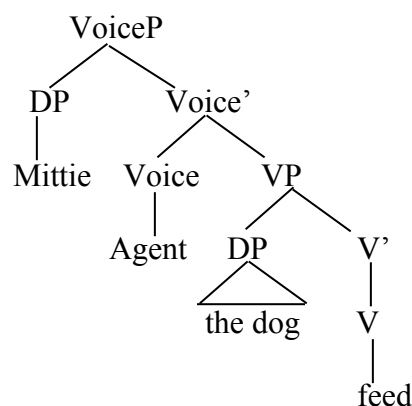 VoiceP
DP Voice’
Mittie Voice VP
Agent DP V’
the dog V
feed